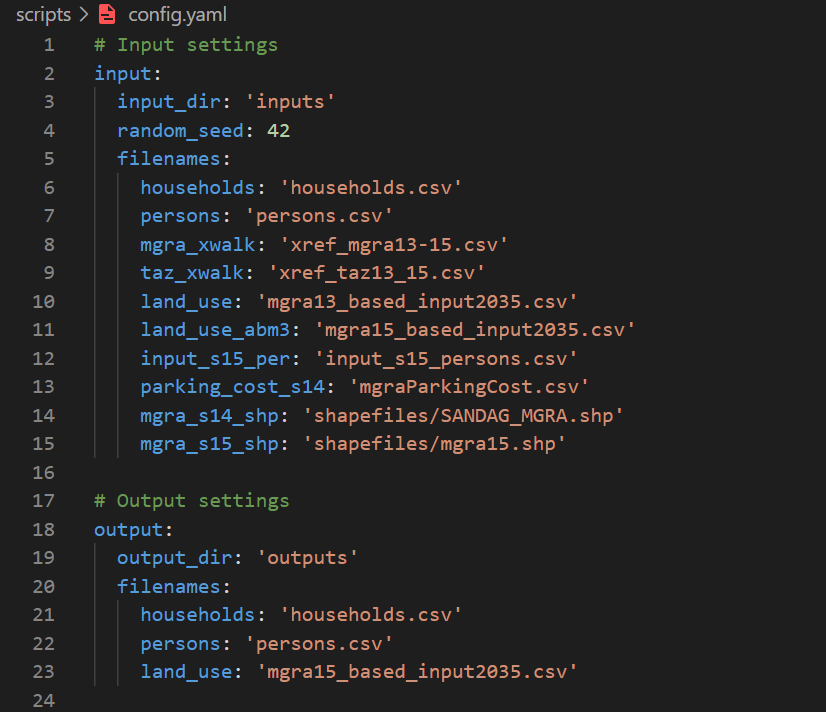 scripts > config.yaml
1 # Input settings
2 input:
3   input_dir: 'inputs'
4   random_seed: 42
5   filenames:
6     households: 'households.csv'
7     persons: 'persons.csv'
8     mgra_xwalk: 'xref_mgra13-15.csv'
9     taz_xwalk: 'xref_taz13_15.csv'
10     land_use: 'mgra13_based_input2035.csv'
11     land_use_abm3: 'mgra15_based_input2035.csv'
12     input_s15_per: 'input_s15_persons.csv'
13     parking_cost_s14: 'mgraParkingCost.csv'
14     mgra_s14_shp: 'shapefiles/SANDAG_MGRA.shp'
15     mgra_s15_shp: 'shapefiles/mgra15.shp'
16
17 # Output settings
18 output:
19   output_dir: 'outputs'
20   filenames:
21     households: 'households.csv'
22     persons: 'persons.csv'
23     land_use: 'mgra15_based_input2035.csv'
24